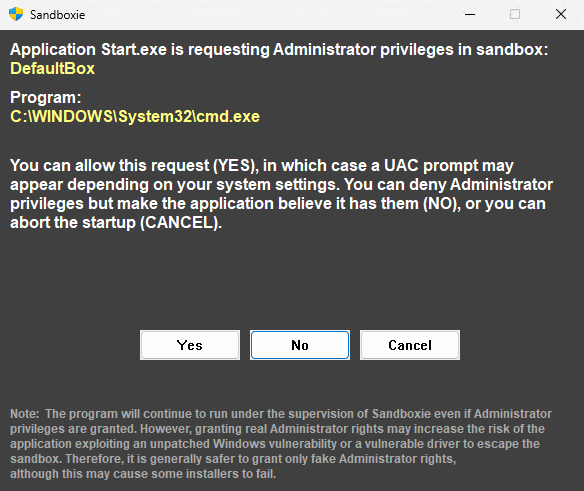 Sandboxie
Application Start.exe is requesting Administrator privileges in sandbox:
DefaultBox
Program:
C:\WINDOWS\System32\cmd.exe
You can allow this request (YES), in which case a UAC prompt may
appear depending on your system settings. You can deny Administrator
privileges but make the application believe it has them (NO), or you can
abort the startup (CANCEL).
Yes No Cancel
Note:  The program will continue to run under the supervision of Sandboxie even if Administrator
privileges are granted. However, granting real Administrator rights may increase the risk of the
application exploiting an unpatched Windows vulnerability or a vulnerable driver to escape the
sandbox. Therefore, it is generally safer to grant only fake Administrator rights,
although this may cause some installers to fail.